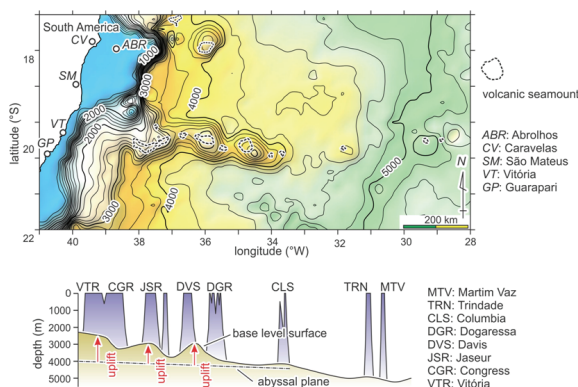 South America
CV
ABR
SM
VT
GP
1000
3000
4000
2000
2000
3000
4000
5000
N
200 km
18
20
22
latitude (°S)
40
38
36
34
32
30
28
longitude (°W)
volcanic seamount
ABR: Abrolhos
CV: Caravelas
SM: São Mateus
VT: Vitória
GP: Guarapari
VTR CGR JSR DVS DGR CLS TRN MTV
0
1000
2000
3000
4000
5000
depth (m)
uplift
uplift
uplift
base level surface
abyssal plane
MTV: Martim Vaz
TRN: Trindade
CLS: Columbia
DGR: Dogaressa
DVS: Davis
JSR: Jaseur
CGR: Congress
VTR: Vitória